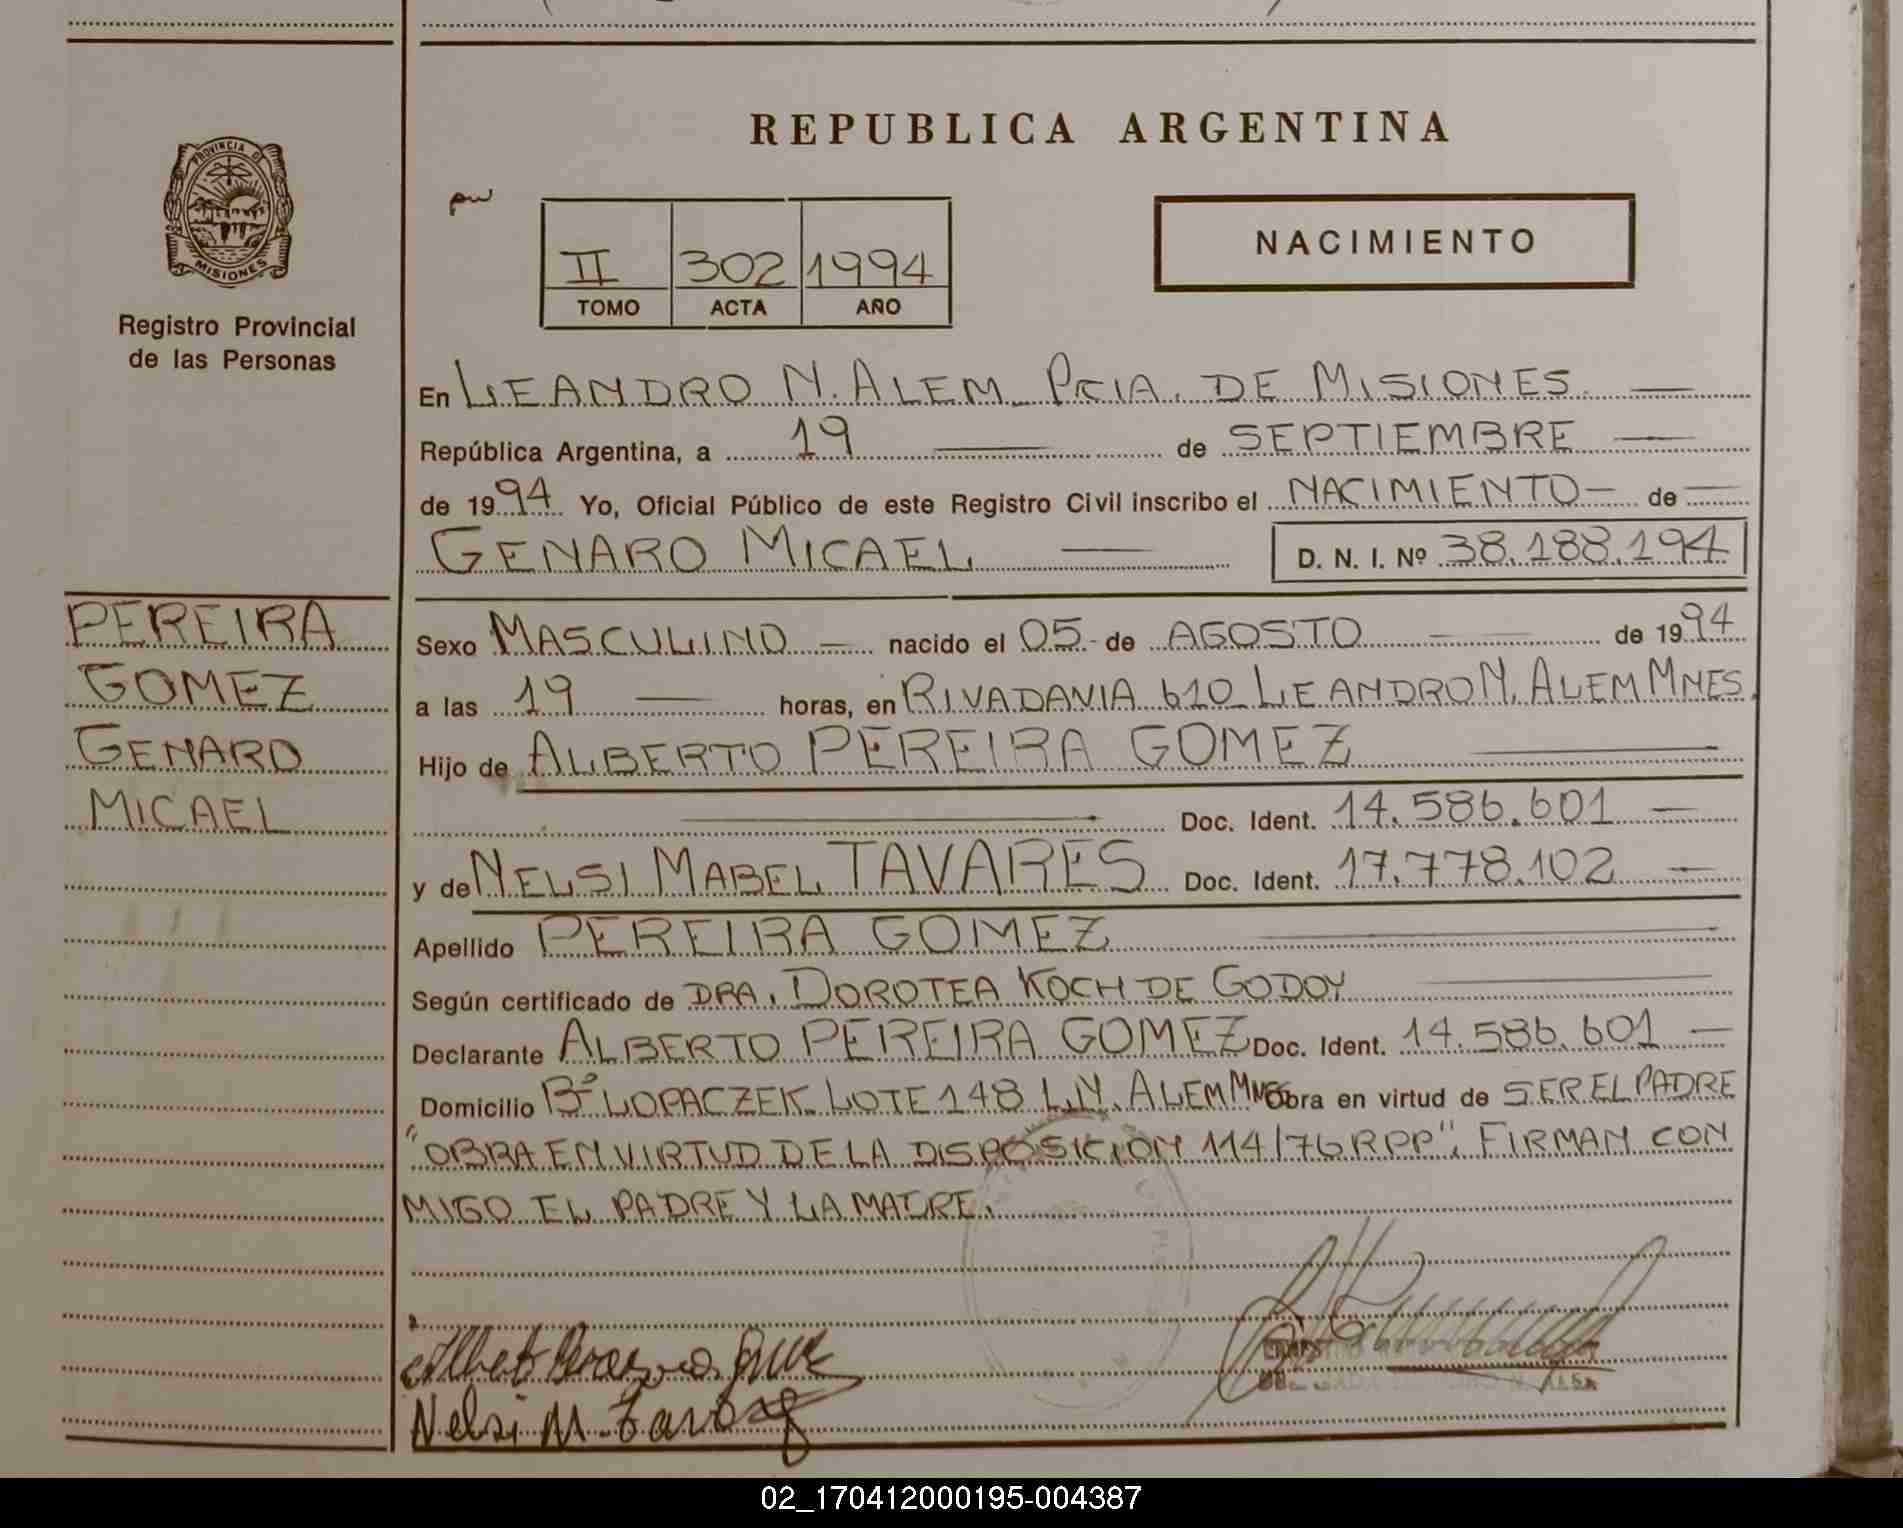 REPUBLICA ARGENTINA
PROVINCIA DE
MISIONES
Registro Provincial
de las Personas
II 302 1994
TOMO ACTA AÑO
NACIMIENTO
En LEANDRO N. ALEM PCIA. DE MISIONES.
República Argentina, a 19 de SEPTIEMBRE
de 1994 Yo, Oficial Público de este Registro Civil inscribo el NACIMIENTO de
GENARO MICAEL D. N. I. Nº 38.188.194
PEREIRA
GOMEZ
GENARO
MICAEL
Sexo MASCULINO nacido el 05 de AGOSTO de 1994
a las 19 horas, en RIVADAVIA 610 LEANDRO N. ALEM MNES.
Hijo de ALBERTO PEREIRA GOMEZ
Doc. Ident. 14.586.601
y de NELSI MABEL TAVARES Doc. Ident. 17.778.102
Apellido PEREIRA GOMEZ
Según certificado de DRA. DOROTEA KOCH DE GODOY
Declarante ALBERTO PEREIRA GOMEZ Doc. Ident. 14.586.601
Domicilio Bº LOPACZEK LOTE 148 L.N. ALEM MNES Obra en virtud de SER EL PADRE
"OBRA EN VIRTUD DE LA DISPOSICION 114/76 RPP". FIRMAN CON
MIGO EL PADRE Y LA MADRE.
Nelsi M.
02_170412000195-004387